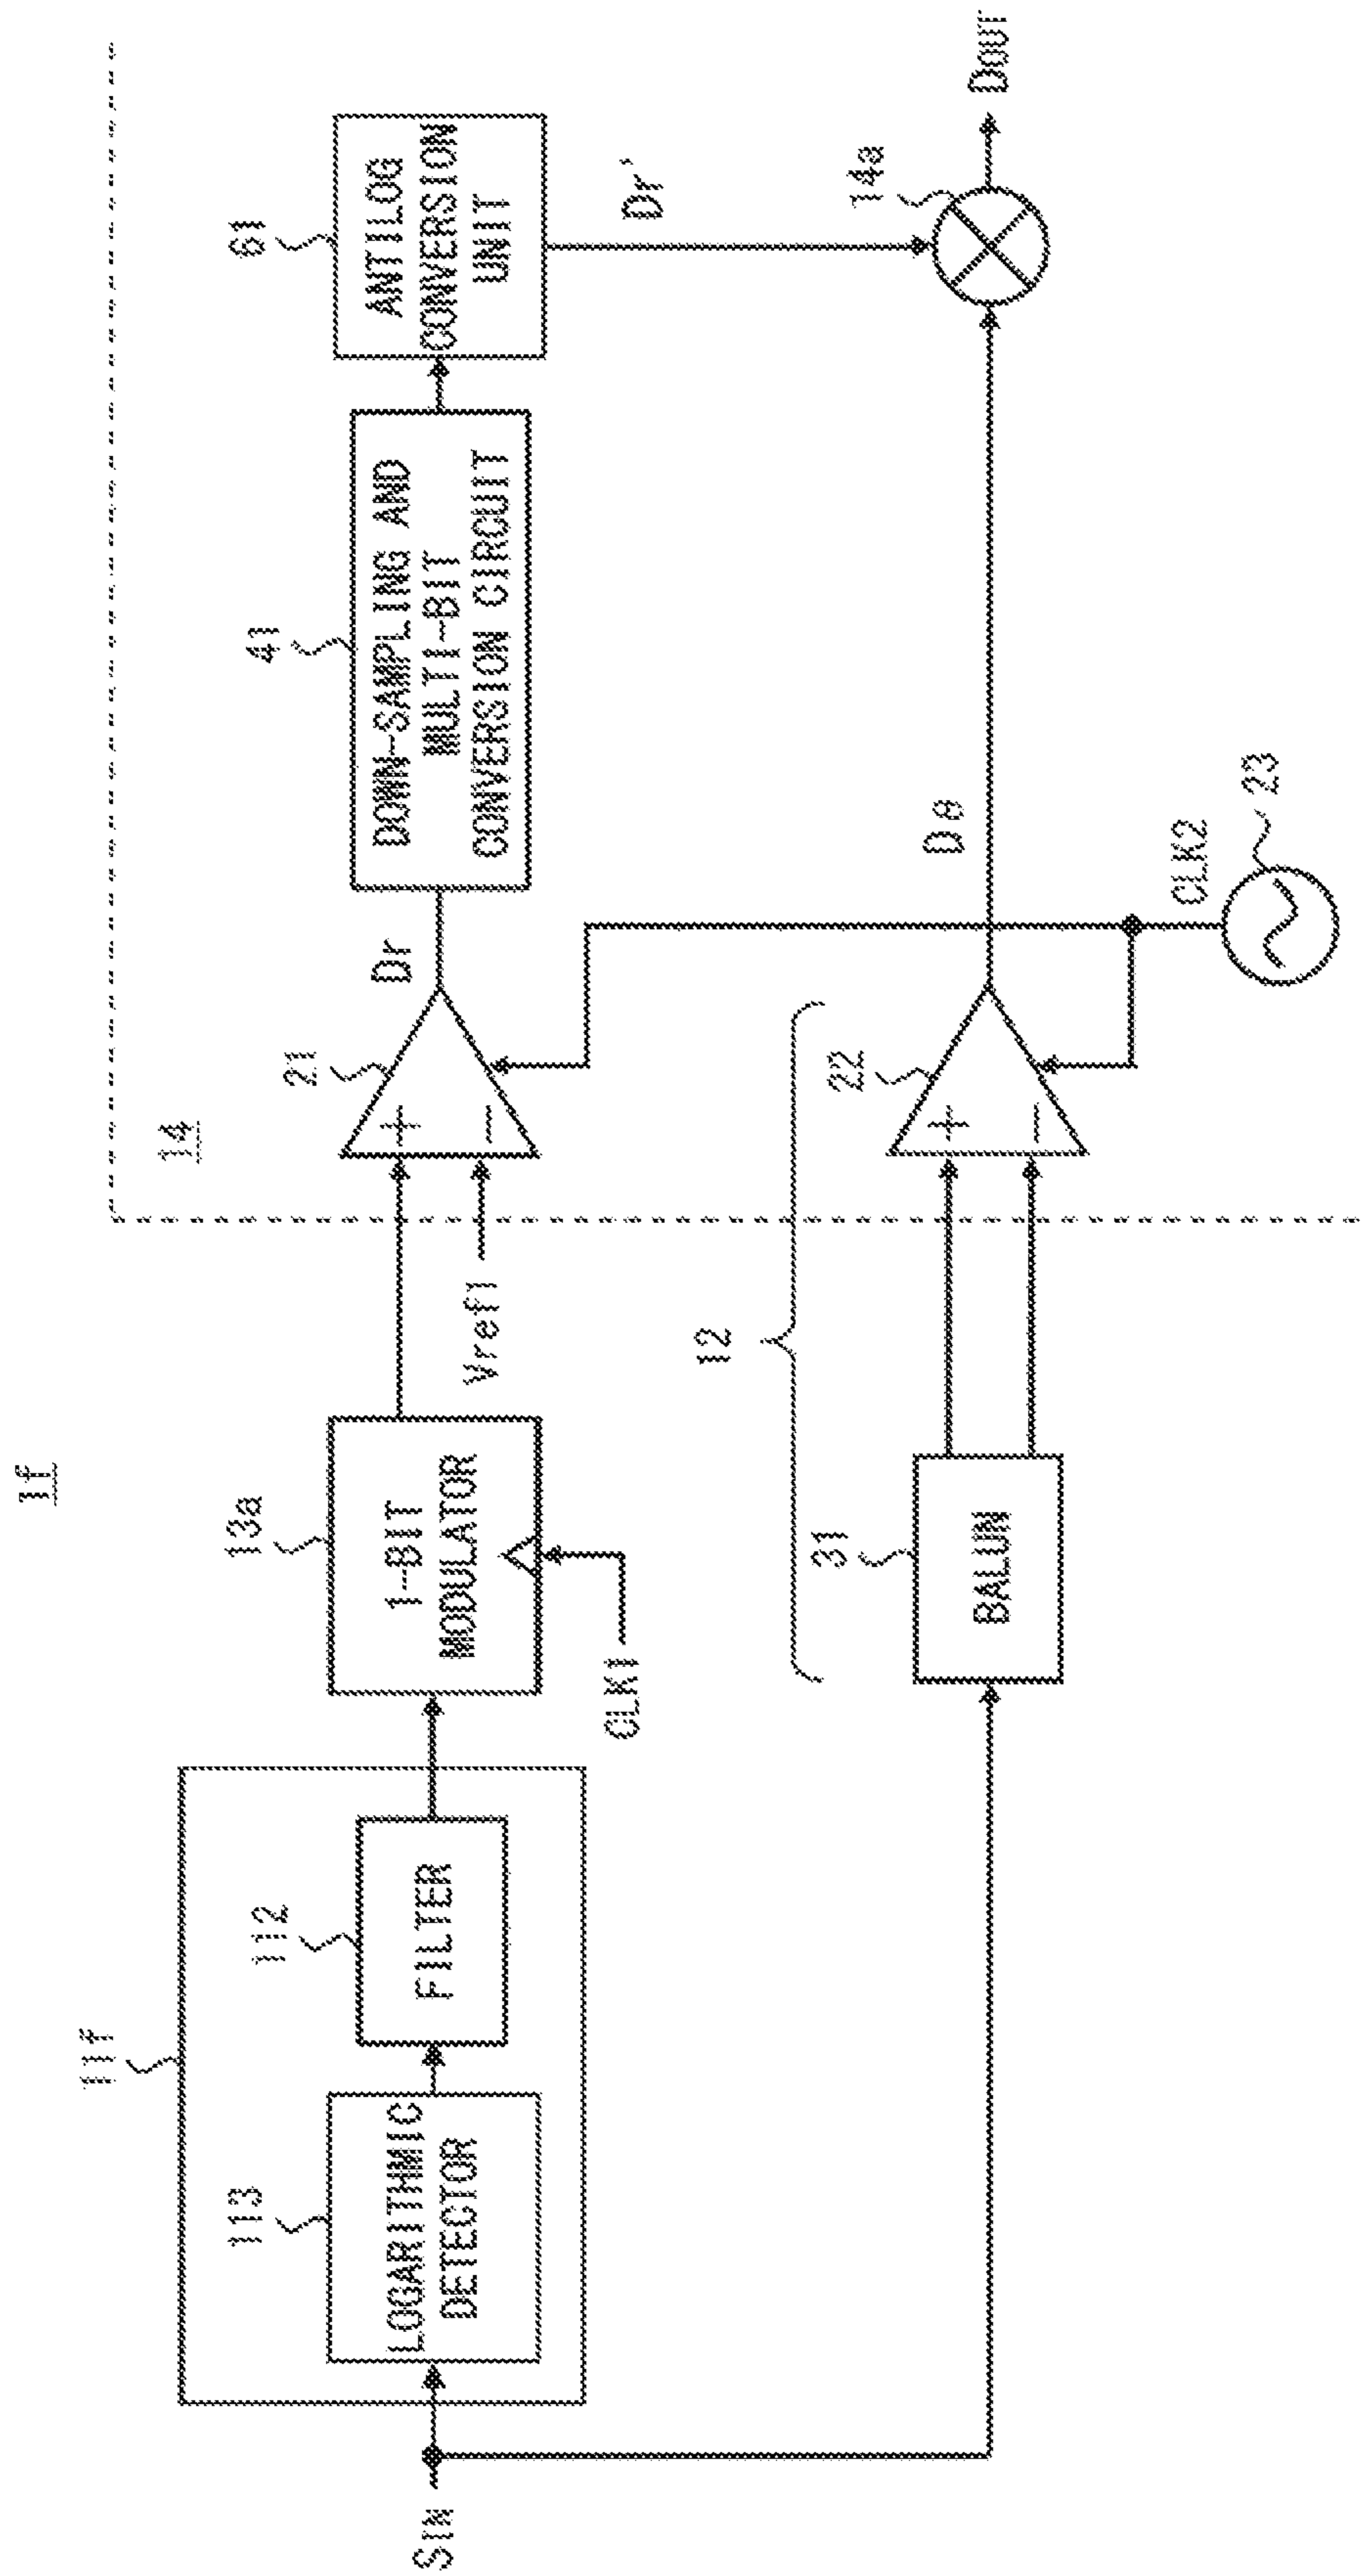 1f
11f
113
LOGARITHMIC
DETECTOR
112
FILTER
13a
1-BIT
MODULATOR
CLK1
14
21
+
−
Vref1
Dr
41
DOWN-SAMPLING AND
MULTI-BIT
CONVERSION CIRCUIT
61
ANTILOG
CONVERSION
UNIT
Dr'
SIN
12
31
BALUN
22
+
−
Dθ
14a
DOUT
CLK2
23